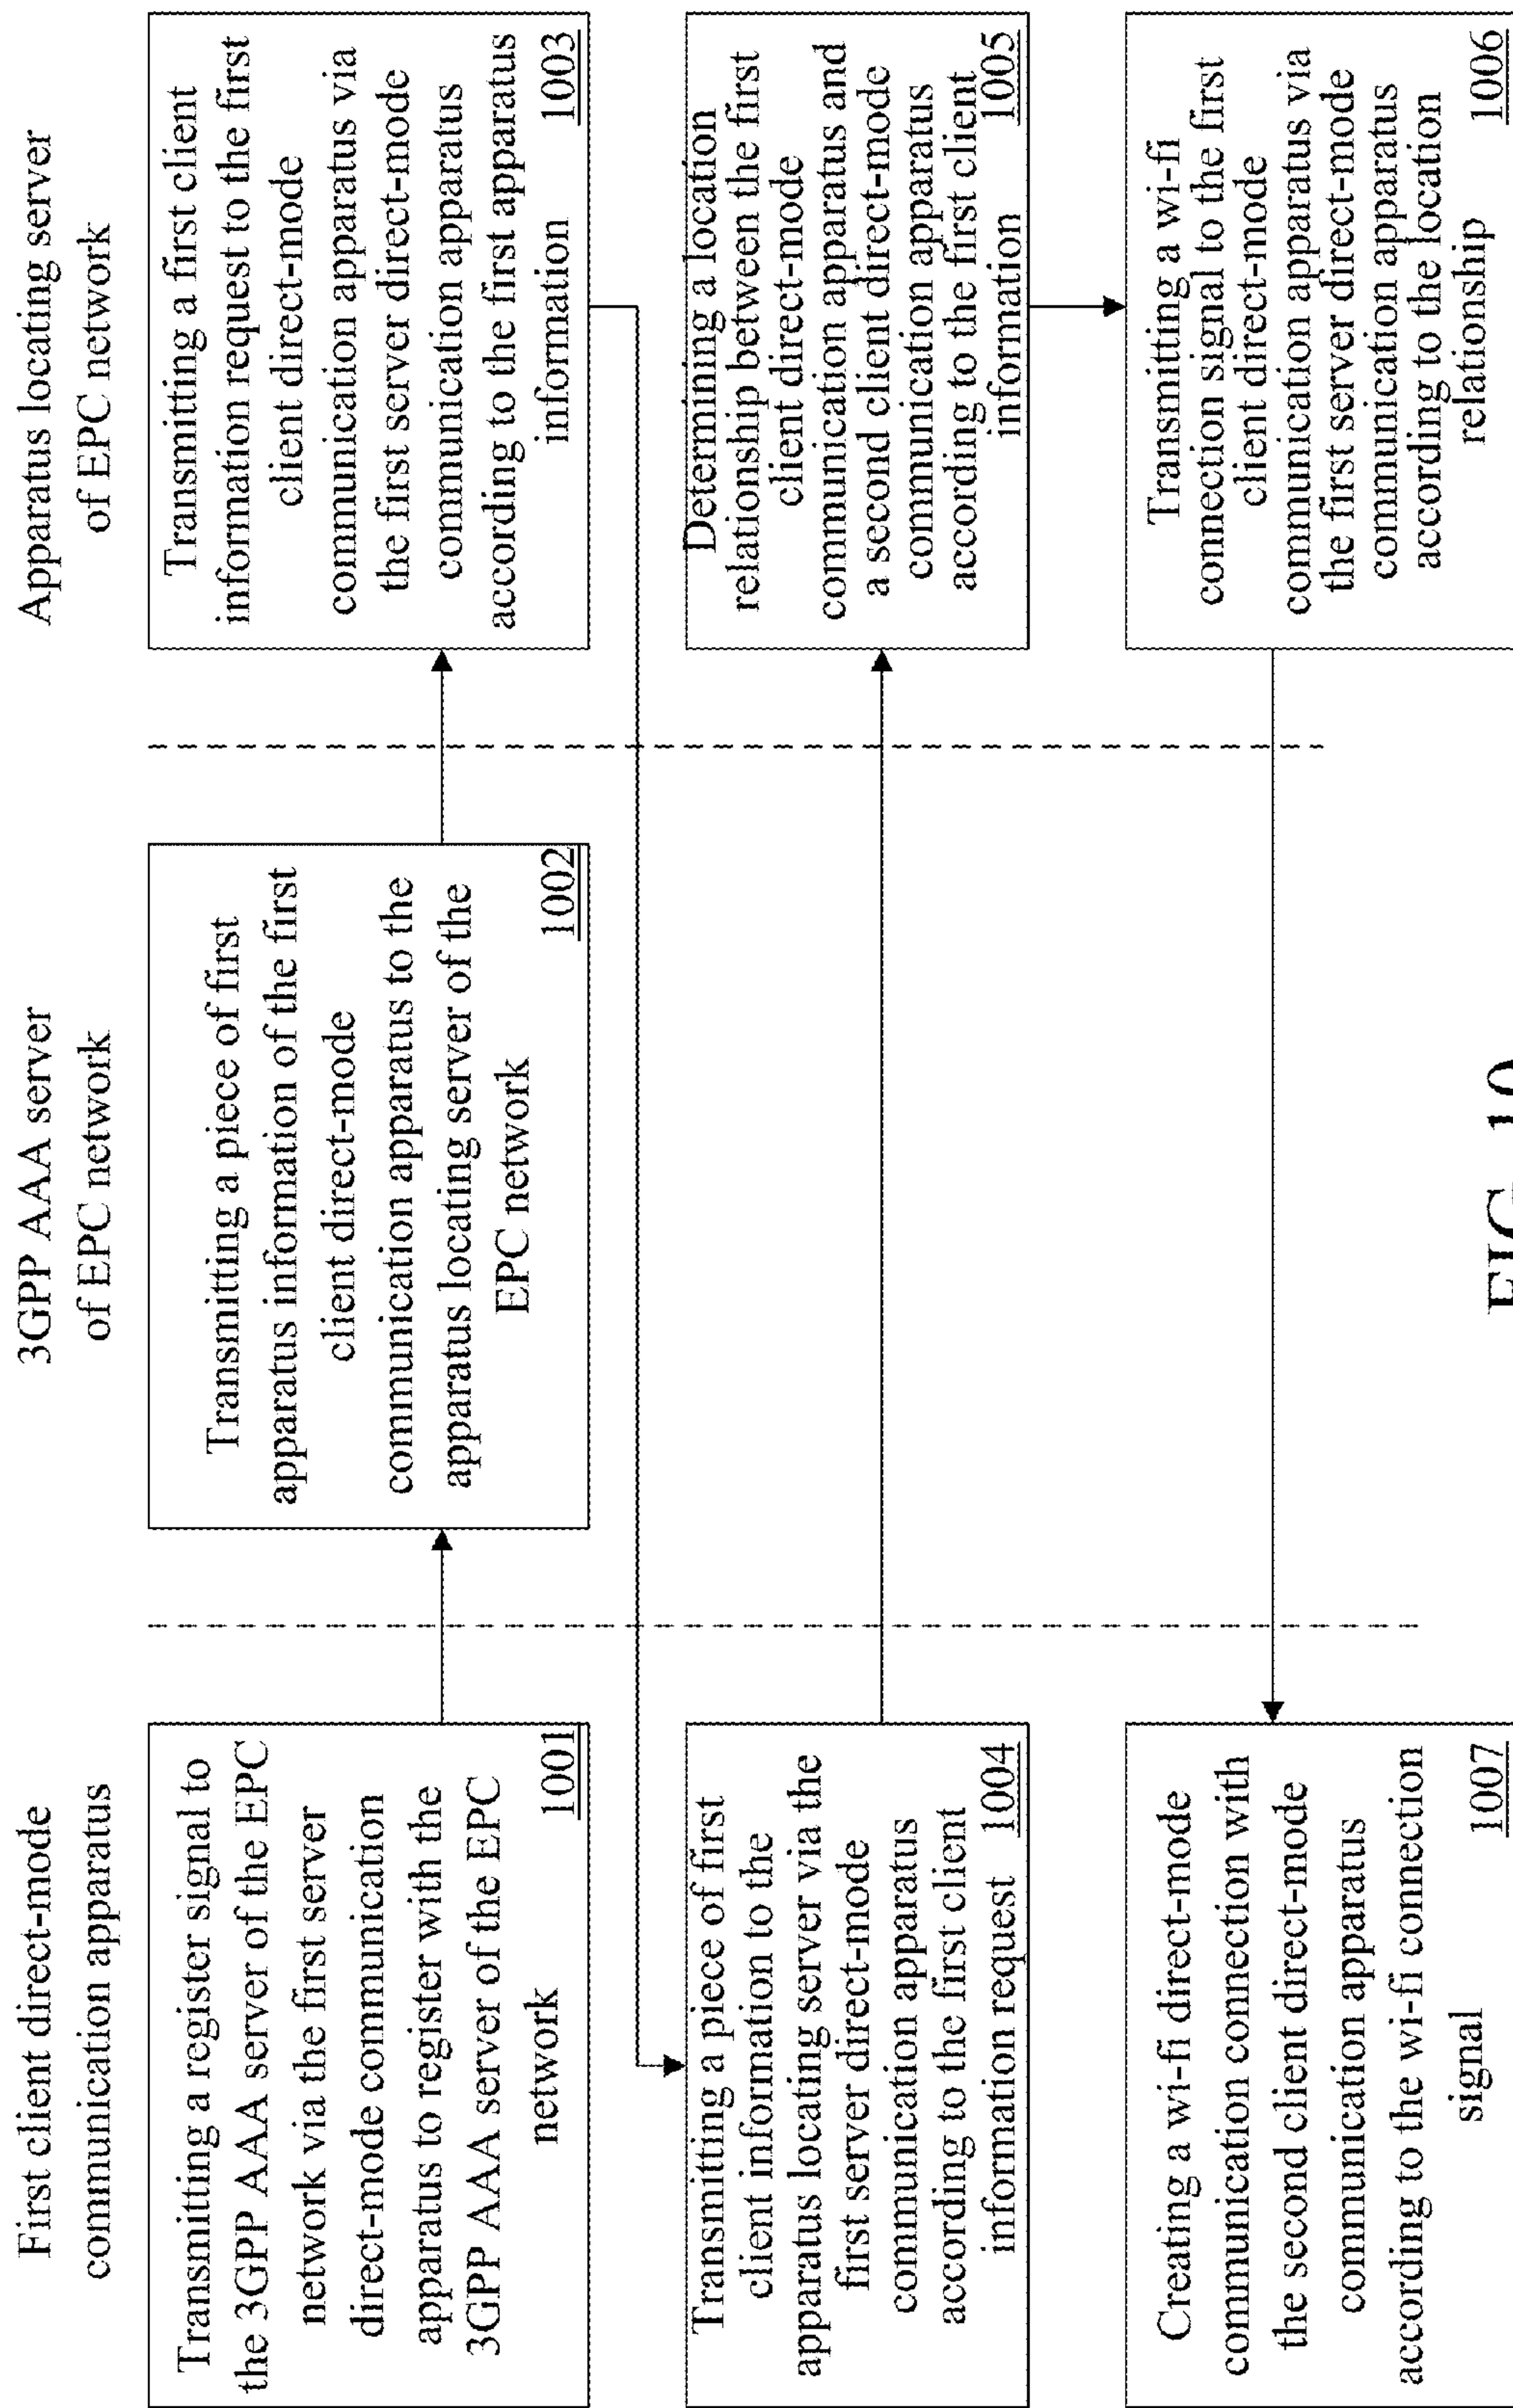 First client direct-mode
communication apparatus
3GPP AAA server
of EPC network
Apparatus locating server
of EPC network
Transmitting a register signal to
the 3GPP AAA server of the EPC
network via the first server
direct-mode communication
apparatus to register with the
3GPP AAA server of the EPC
network
1001
Transmitting a piece of first
apparatus information of the first
client direct-mode
communication apparatus to the
apparatus locating server of the
EPC network
1002
Transmitting a first client
information request to the first
client direct-mode
communication apparatus via
the first server direct-mode
communication apparatus
according to the first apparatus
information
1003
Transmitting a piece of first
client information to the
apparatus locating server via the
first server direct-mode
communication apparatus
according to the first client
information request
1004
Determining a location
relationship between the first
client direct-mode
communication apparatus and
a second client direct-mode
communication apparatus
according to the first client
information
1005
Transmitting a wi-fi
connection signal to the first
client direct-mode
communication apparatus via
the first server direct-mode
communication apparatus
according to the location
relationship
1006
Creating a wi-fi direct-mode
communication connection with
the second client direct-mode
communication apparatus
according to the wi-fi connection
signal
1007
FIG. 10